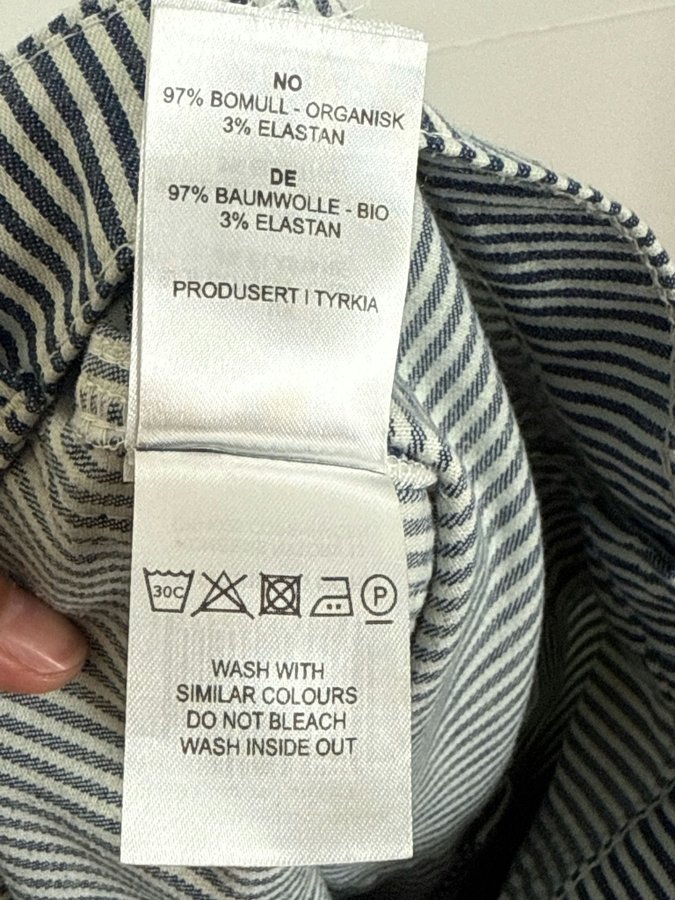 NO
97% BOMULL - ORGANISK
3% ELASTAN
DE
97% BAUMWOLLE - BIO
3% ELASTAN
PRODUSERT I TYRKIA
30C P
WASH WITH
SIMILAR COLOURS
DO NOT BLEACH
WASH INSIDE OUT